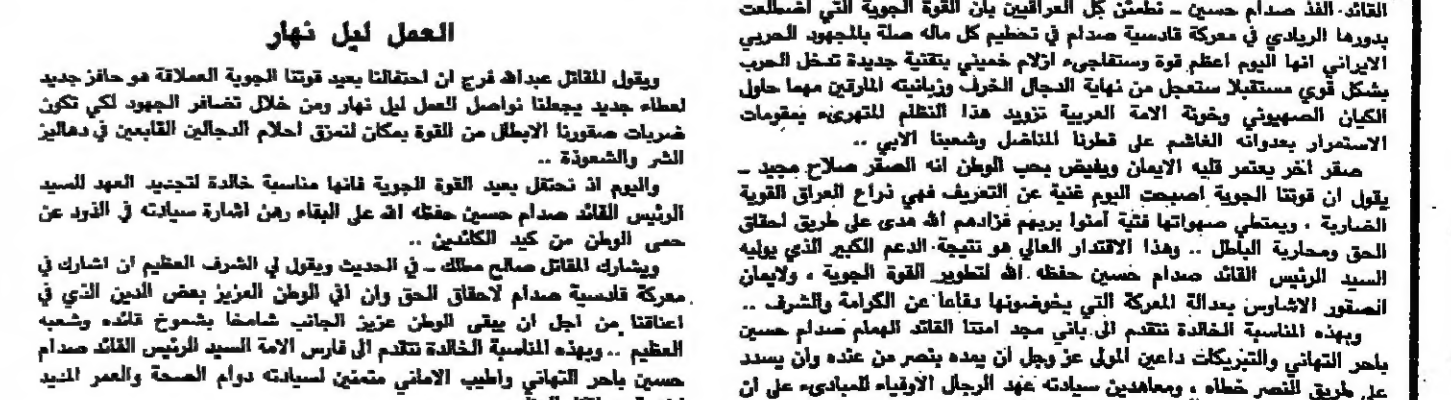 القائد الفذ صدام حسين ـ نطمئن كل العراقيين بان القوة الجوية التي اضطلعت
بدورها الريادي في معركة قادسية صدام في تحطيم كل ماله صلة بالمجهود الحربي
الايراني انها اليوم اعظم قوة وستفاجىء ازلام خميني بتقنية جديدة تدخل الحرب
بشكل قوي مستقبلا ستعجل من نهاية الدجال الخرف وزبانيته المارقين مهما حاول
الكيان الصهيوني وخونة الامة العربية تزويد هذا النظام المتهرىء بمقومات
الاستمرار بعدوانه الغاشم على قطرنا المناضل وشعبنا الابي ..
صقر اخر يعتمر قلبه الايمان ويفيض بحب الوطن انه الصقر صلاح مجيد ـ
يقول ان قوتنا الجوية اصبحت اليوم غنية عن التعريف فهي ذراع العراق القوية
الضاربة ، ويمتطي صهواتها فتية آمنوا بربهم فزادهم الله هدى على طريق احقاق
الحق ومحاربة الباطل .. وهذا الاقتدار العالي هو نتيجة الدعم الكبير الذي يوليه
السيد الرئيس القائد صدام حسين حفظه الله لتطوير القوة الجوية ، ولايمان
الصقور الاشاوس بعدالة المعركة التي يخوضونها دفاعا عن الكرامة والشرف ..
وبهذه المناسبة الخالدة نتقدم الى باني مجد امتنا القائد الهمام صدام حسين
باحر التهاني والتبريكات داعين المولى عز وجل ان يمده بنصر من عنده وان يسدد
على طريق النصر خطاه ، ومعاهدين سيادته عهد الرجال الاوفياء للمبادىء على ان
العمل ليل نهار
ويقول المقاتل عبدالله فرج ان احتفالنا بعيد قوتنا الجوية العملاقة هو حافز جديد
لعطاء جديد يجعلنا نواصل العمل ليل نهار ومن خلال تضافر الجهود لكي تكون
ضربات صقورنا الابطال من القوة بمكان لتمزق احلام الدجالين القابعين في دهاليز
الشر والشعوذة ..
واليوم اذ نحتفل بعيد القوة الجوية فانها مناسبة خالدة لتجديد العهد للسيد
الرئيس القائد صدام حسين حفظه الله على البقاء رهن اشارة سيادته في الذود عن
حمى الوطن من كيد الكائدين ..
ويشارك المقاتل صالح مطلك ـ في الحديث ويقول لي الشرف العظيم ان اشارك في
معركة قادسية صدام لاحقاق الحق وان افي الوطن العزيز بعض الدين الذي في
اعناقنا من اجل ان يبقى الوطن عزيز الجانب شامخا بشموخ قائده وشعبه
العظيم .. وبهذه المناسبة الخالدة نتقدم الى فارس الامة السيد الرئيس القائد صدام
حسين باحر التهاني واطيب الاماني متمنين لسيادته دوام الصحة والعمر المديد